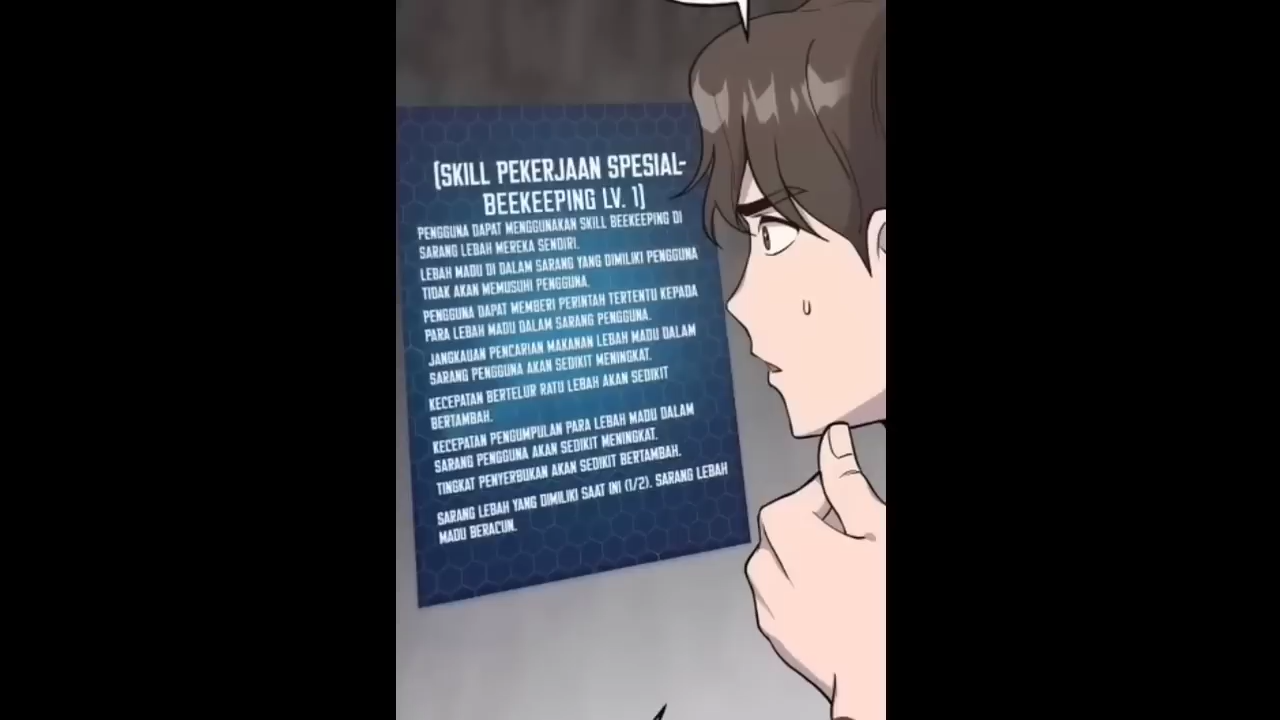 [SKILL PEKERJAAN SPESIAL-
BEEKEEPING LV. 1]
PENGGUNA DAPAT MENGGUNAKAN SKILL BEEKEEPING DI
SARANG LEBAH MEREKA SENDIRI.
LEBAH MADU DI DALAM SARANG YANG DIMILIKI PENGGUNA
TIDAK AKAN MEMUSUHI PENGGUNA.
PENGGUNA DAPAT MEMBERI PERINTAH TERTENTU KEPADA
PARA LEBAH MADU DALAM SARANG PENGGUNA.
JANGKAUAN PENCARIAN MAKANAN LEBAH MADU DALAM
SARANG PENGGUNA AKAN SEDIKIT MENINGKAT.
KECEPATAN BERTELUR RATU LEBAH AKAN SEDIKIT
BERTAMBAH.
KECEPATAN PENGUMPULAN PARA LEBAH MADU DALAM
SARANG PENGGUNA AKAN SEDIKIT MENINGKAT.
TINGKAT PENYERBUKAN AKAN SEDIKIT BERTAMBAH.
SARANG LEBAH YANG DIMILIKI SAAT INI (1/2). SARANG LEBAH
MADU BERACUN.